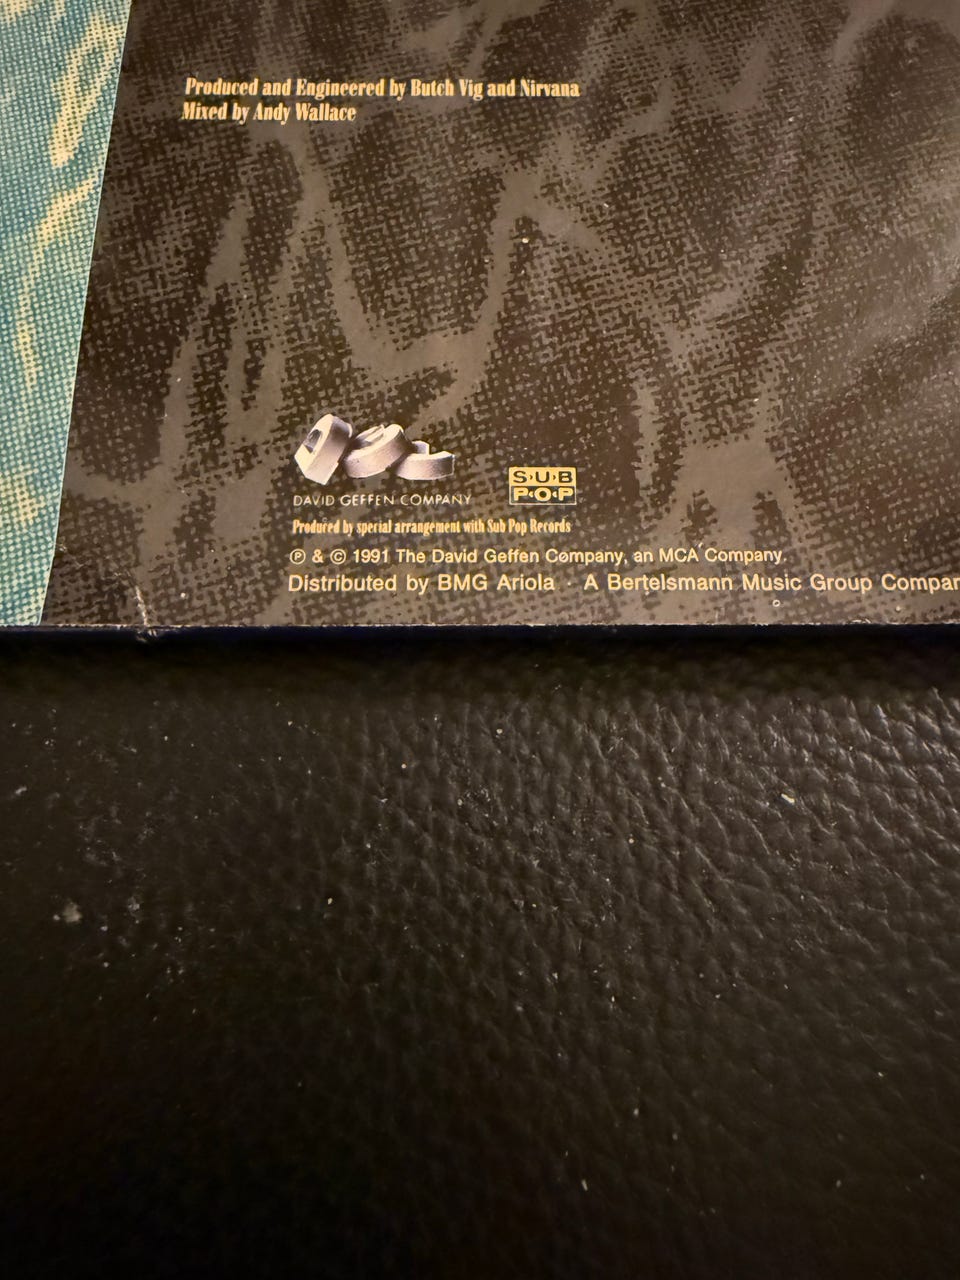 Produced and Engineered by Butch Vig and Nirvana
Mixed by Andy Wallace
DAVID GEFFEN COMPANY
SUB
POP
Produced by special arrangement with Sub Pop Records
℗ & © 1991 The David Geffen Company, an MCA Company.
Distributed by BMG Ariola · A Bertelsmann Music Group